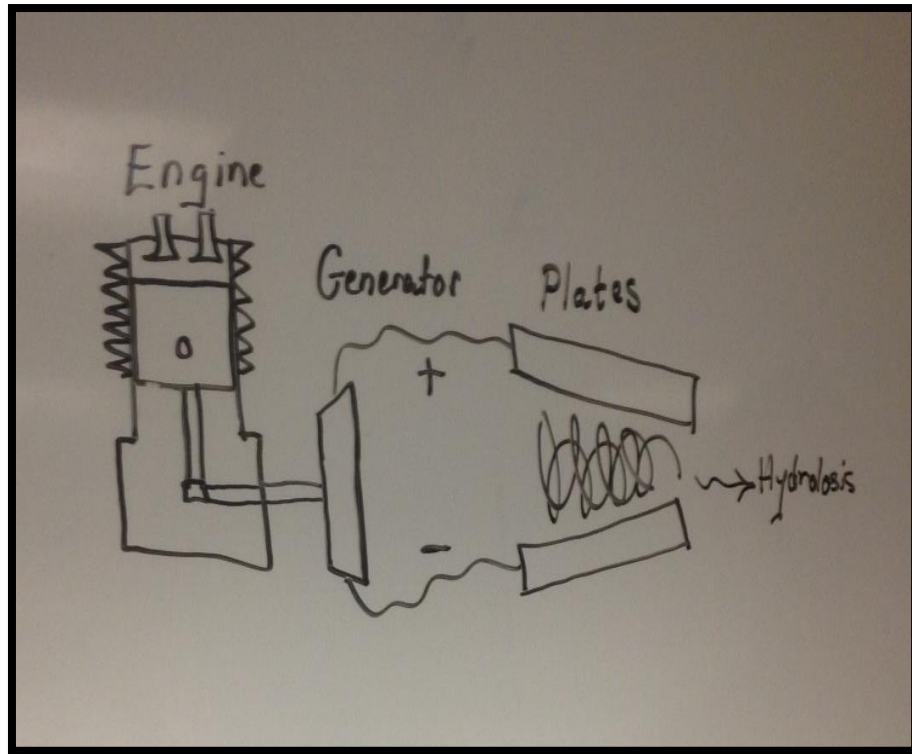 Engine
Generator
Plates
+
-
Hydrolosis